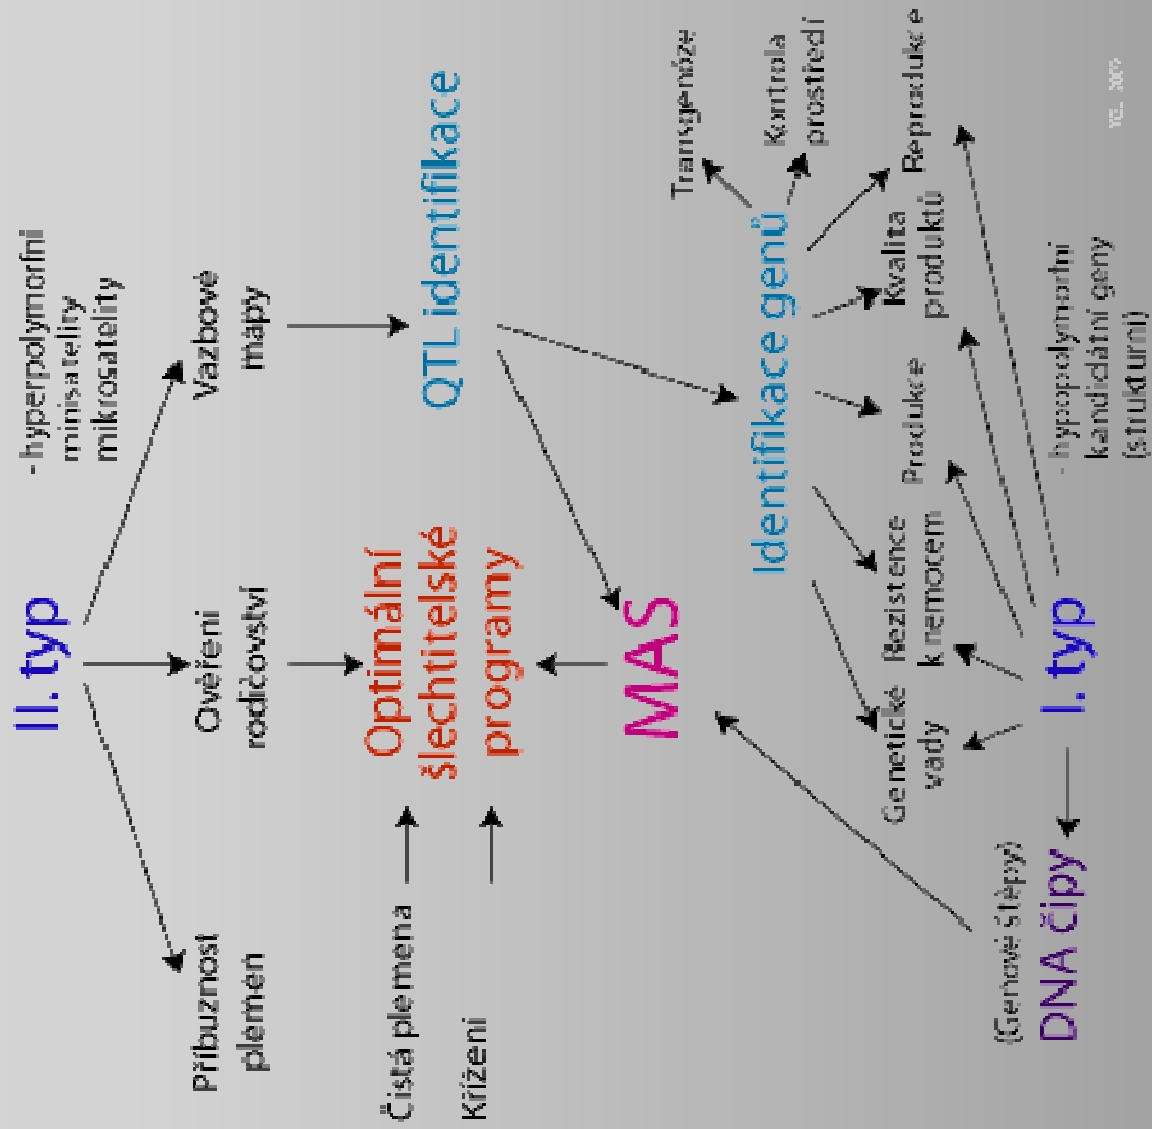 II. typ
- hyperpolymorfní
minisatelity
mikrosatelity
Příbuznost
plemen
Ověření
rodičovství
Vazbové
mapy
Čistá plemena
Křížení
Optimální
šlechtitelské
programy
QTL identifikace
MAS
Transgenóze
Kontrola
prostředí
Identifikace genů
Genetické
vady
Rezistence
k nemocem
Produkce
Kvalita
produktů
Reprodukce
(Genové štěpy)
DNA čipy
I. typ
- hypopolymorfní
kandidátní geny
(strukturní)